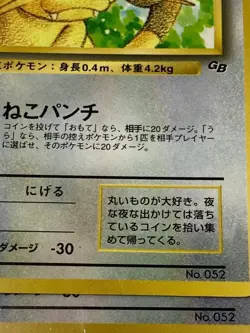 ポケモン：身長0.4m、体重4.2kg
GB
ねこパンチ
コインを投げて「おもて」なら、相手に20ダメージ。「う
ら」なら、相手の控えポケモンから1匹を相手プレイヤー
に選ばせ、そのポケモンに20ダメージ。
にげる
丸いものが大好き。夜
な夜な出かけては落ち
ているコインを拾い集
めて帰ってくる。
ダメージ -30
No.052
-30
No.052